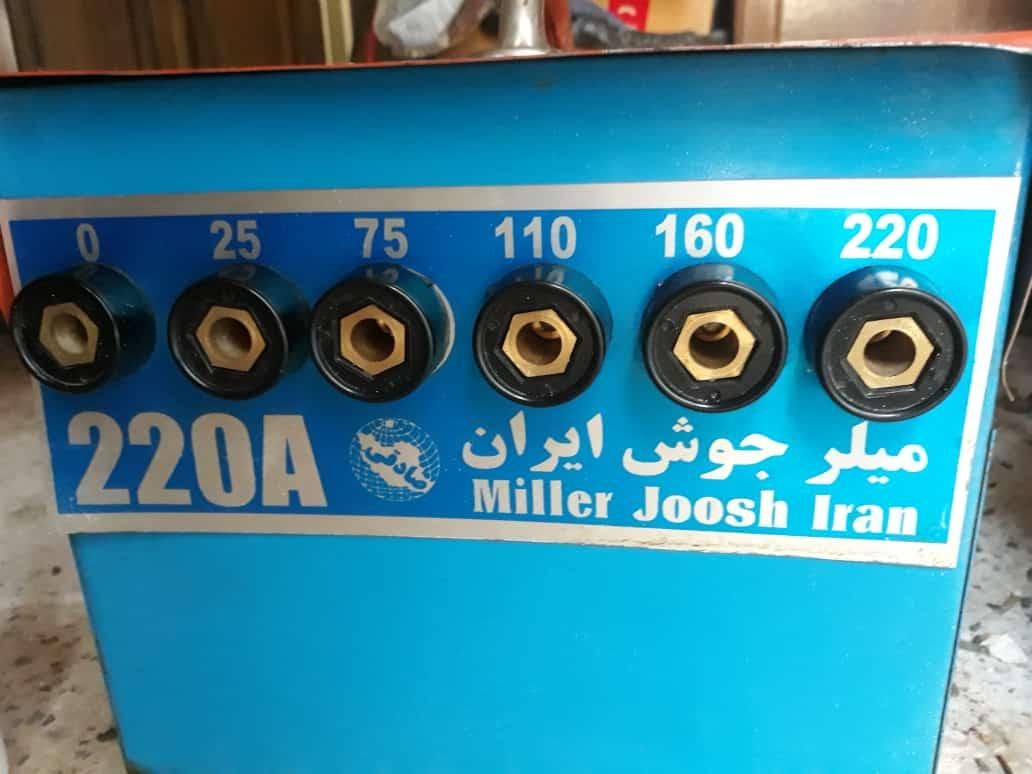 0 25 75 110 160 220
220A
میلر جوش ایران
Miller Joosh Iran